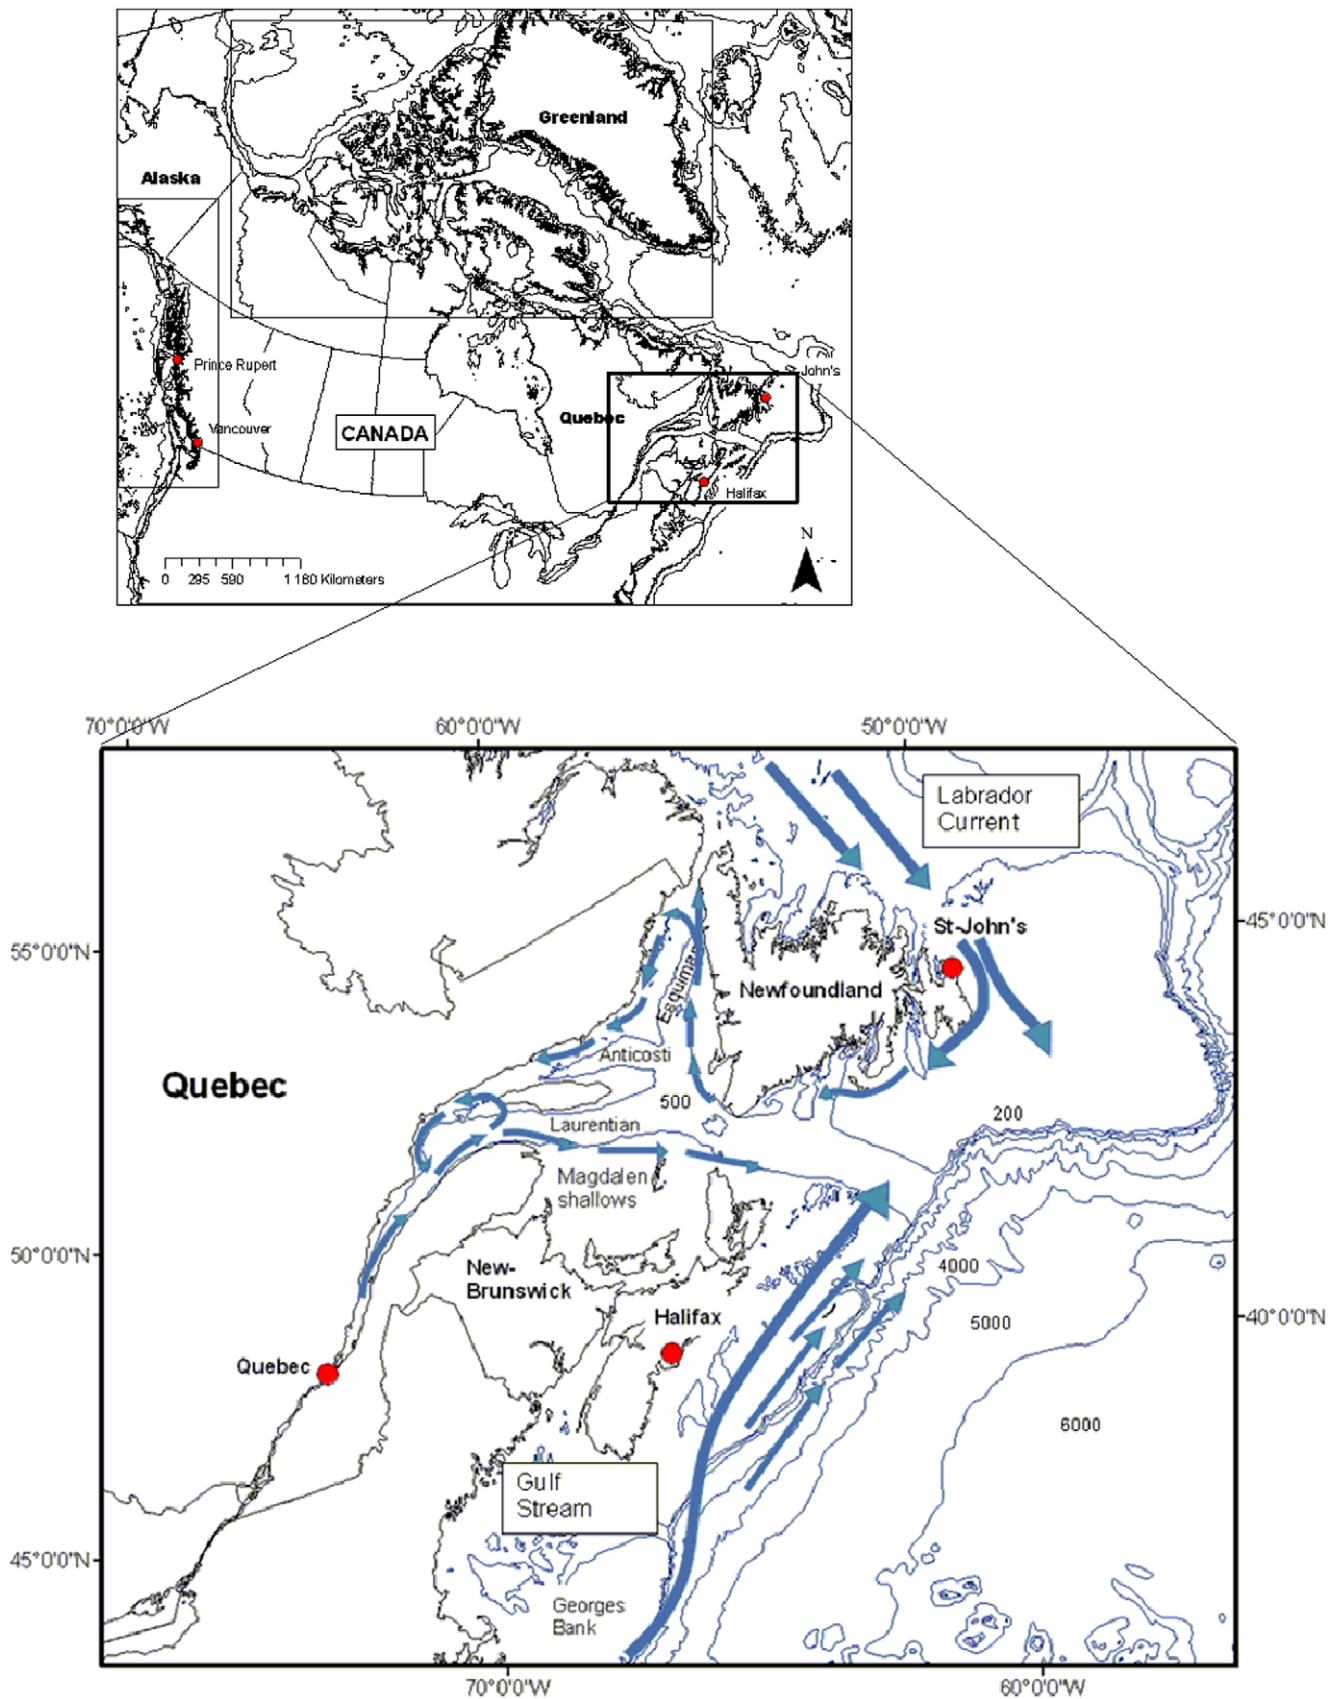 Greenland
Alaska
Prince Rupert
St-John's
Quebec
Vancouver
CANADA
Halifax
N
0 295 590 1 180 Kilometers
70°0'0"W 60°0'0"W 50°0'0"W
Labrador
Current
St-John's
45°0'0"N
55°0'0"N
Newfoundland
Esquiman
Anticosti
Quebec
500
200
Laurentian
Magdalen
shallows
50°0'0"N
New-
Brunswick
4000
Halifax
5000
40°0'0"N
Quebec
6000
Gulf
Stream
45°0'0"N
Georges
Bank
70°0'0"W 60°0'0"W